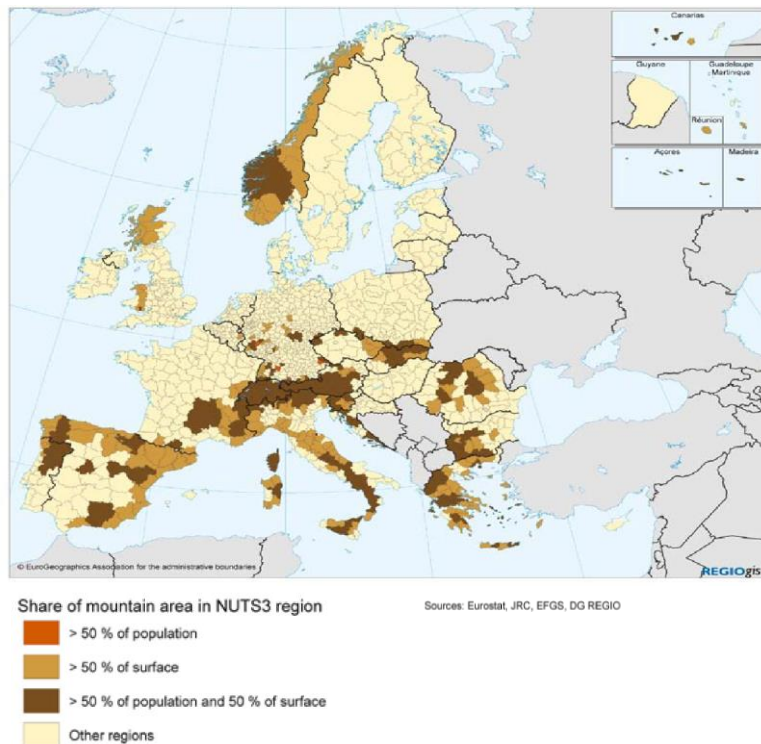 Canarias
Guyane
Guadeloupe
Martinique
Réunion
Açores
Madeira
© EuroGeographics Association for the administrative boundaries
REGIOgis
Share of mountain area in NUTS3 region
Sources: Eurostat, JRC, EFGS, DG REGIO
> 50 % of population
> 50 % of surface
> 50 % of population and 50 % of surface
Other regions